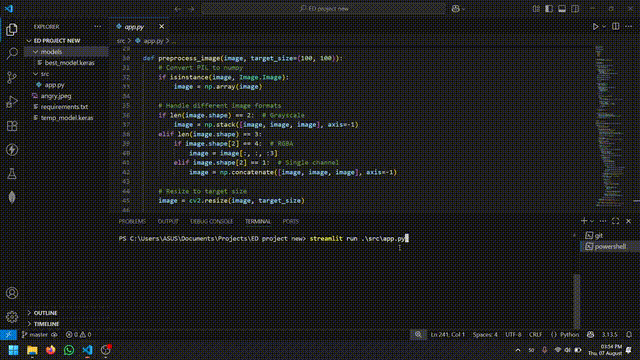 ED project new
EXPLORER
ED PROJECT NEW
models
best_model.keras
src
app.py
angry.jpeg
requirements.txt
temp_model.keras
OUTLINE
TIMELINE
app.py
src > app.py > ...
30 def preprocess_image(image, target_size=(100, 100)):
31 # Convert PIL to numpy
32 if isinstance(image, Image.Image):
33 image = np.array(image)
34
35 # Handle different image formats
36 if len(image.shape) == 2: # Grayscale
37 image = np.stack([image, image, image], axis=-1)
38 elif len(image.shape) == 3:
39 if image.shape[2] == 4: # RGBA
40 image = image[:, :, :3]
41 elif image.shape[2] == 1: # Single channel
42 image = np.concatenate([image, image, image], axis=-1)
43
44 # Resize to target size
45 image = cv2.resize(image, target_size)
PROBLEMS OUTPUT DEBUG CONSOLE TERMINAL PORTS
PS C:\Users\ASUS\Documents\Projects\ED project new> streamlit run .\src\app.py
git
powershell
master 0 0 Ln 241, Col 1 Spaces: 4 UTF-8 CRLF Python 3.13.5
03:54 PM
Thu, 07 August